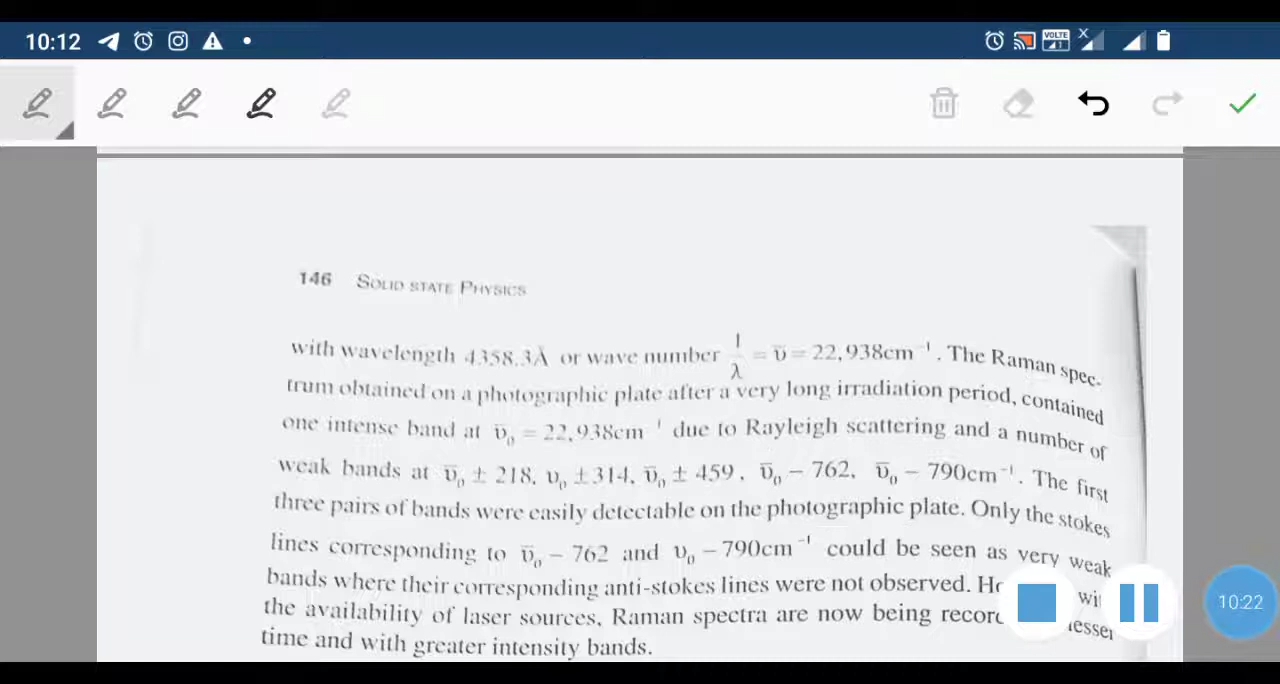 10:12
VOLTE
146 SOLID STATE PHYSICS
with wavelength 4358.3Å or wave number 1/λ = ῡ = 22,938cm⁻¹. The Raman spec-
trum obtained on a photographic plate after a very long irradiation period, contained
one intense band at ῡ₀ = 22,938cm⁻¹ due to Rayleigh scattering and a number of
weak bands at ῡ₀ ± 218, υ₀ ± 314, ῡ₀ ± 459, ῡ₀ − 762, ῡ₀ − 790cm⁻¹. The first
three pairs of bands were easily detectable on the photographic plate. Only the stokes
lines corresponding to ῡ₀ − 762 and υ₀ − 790cm⁻¹ could be seen as very weak
bands where their corresponding anti-stokes lines were not observed.
the availability of laser sources, Raman spectra are now being
time and with greater intensity bands.
10:22